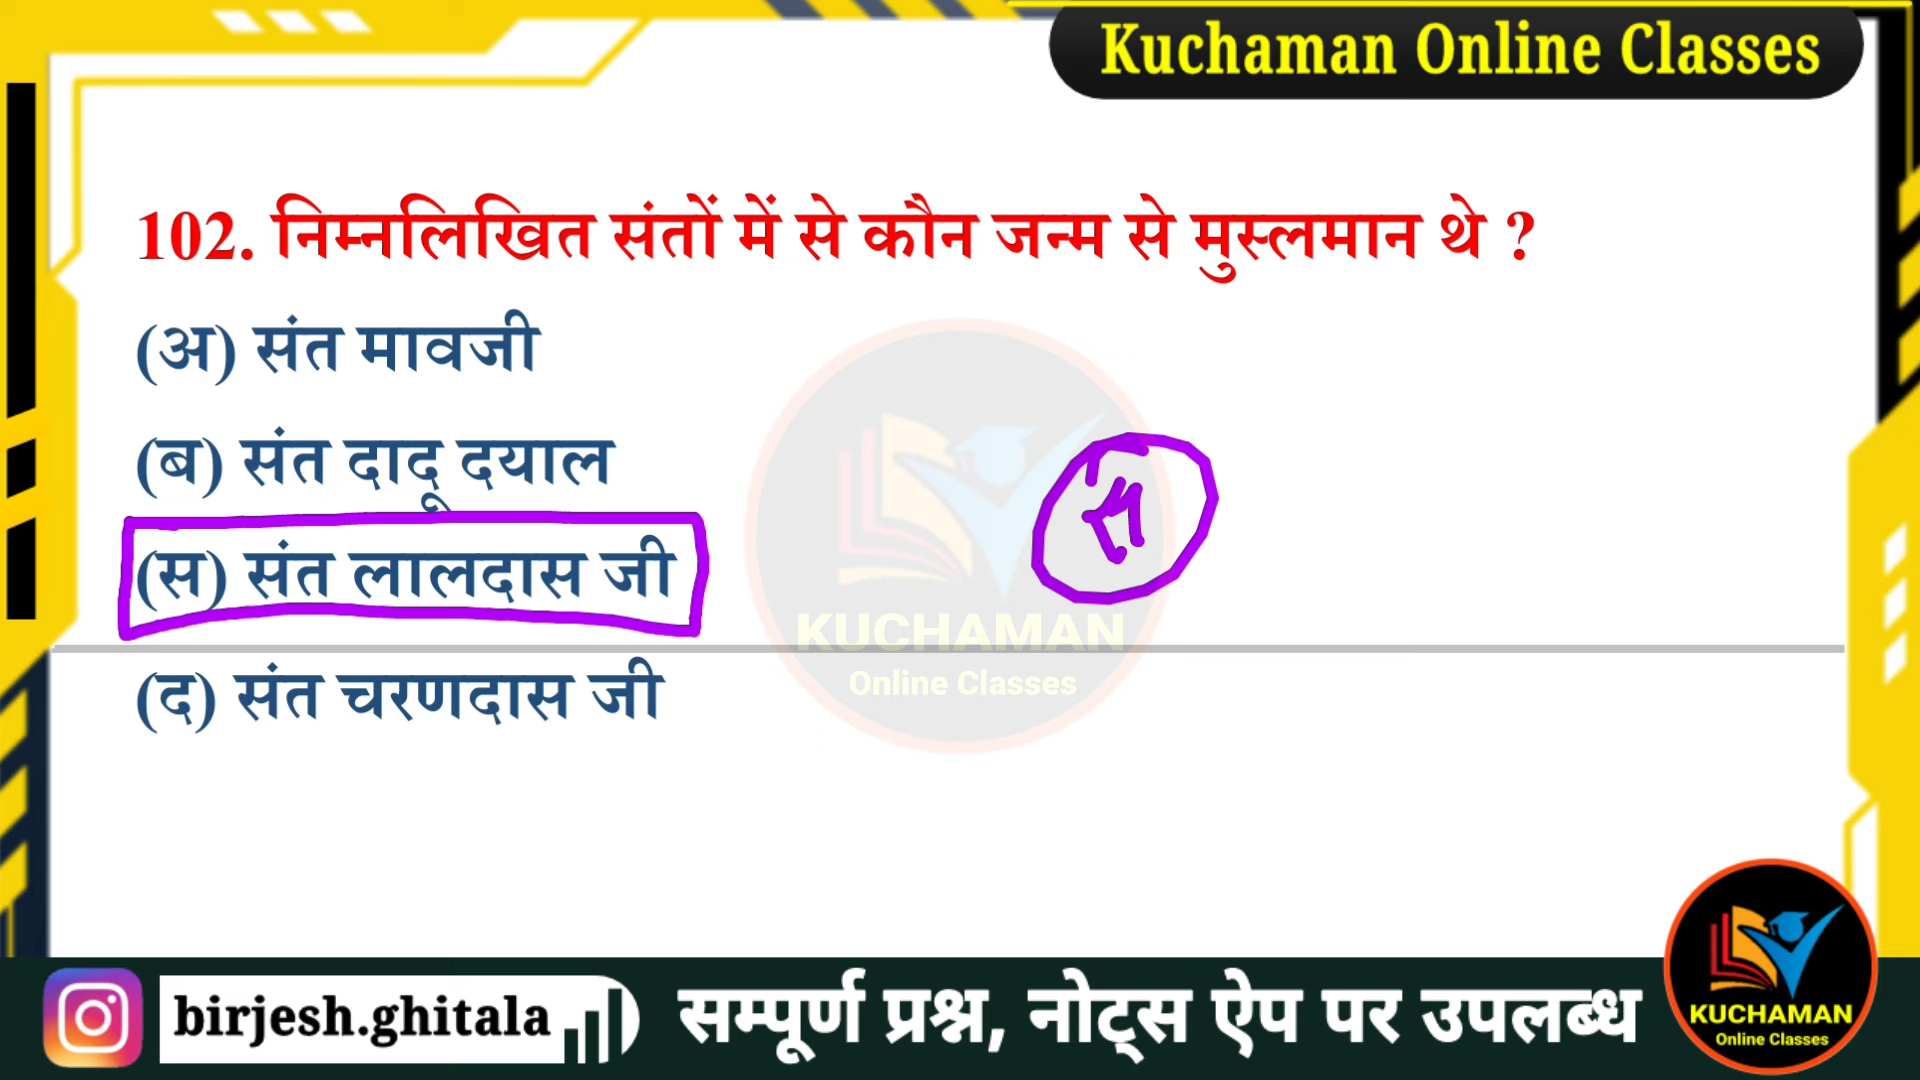 Kuchaman Online Classes
102. निम्नलिखित संतों में से कौन जन्म से मुस्लमान थे ?
(अ) संत मावजी
(ब) संत दादू दयाल
(स) संत लालदास जी
स
(द) संत चरणदास जी
KUCHAMAN
Online Classes
birjesh.ghitala
सम्पूर्ण प्रश्न, नोट्स ऐप पर उपलब्ध
KUCHAMAN
Online Classes